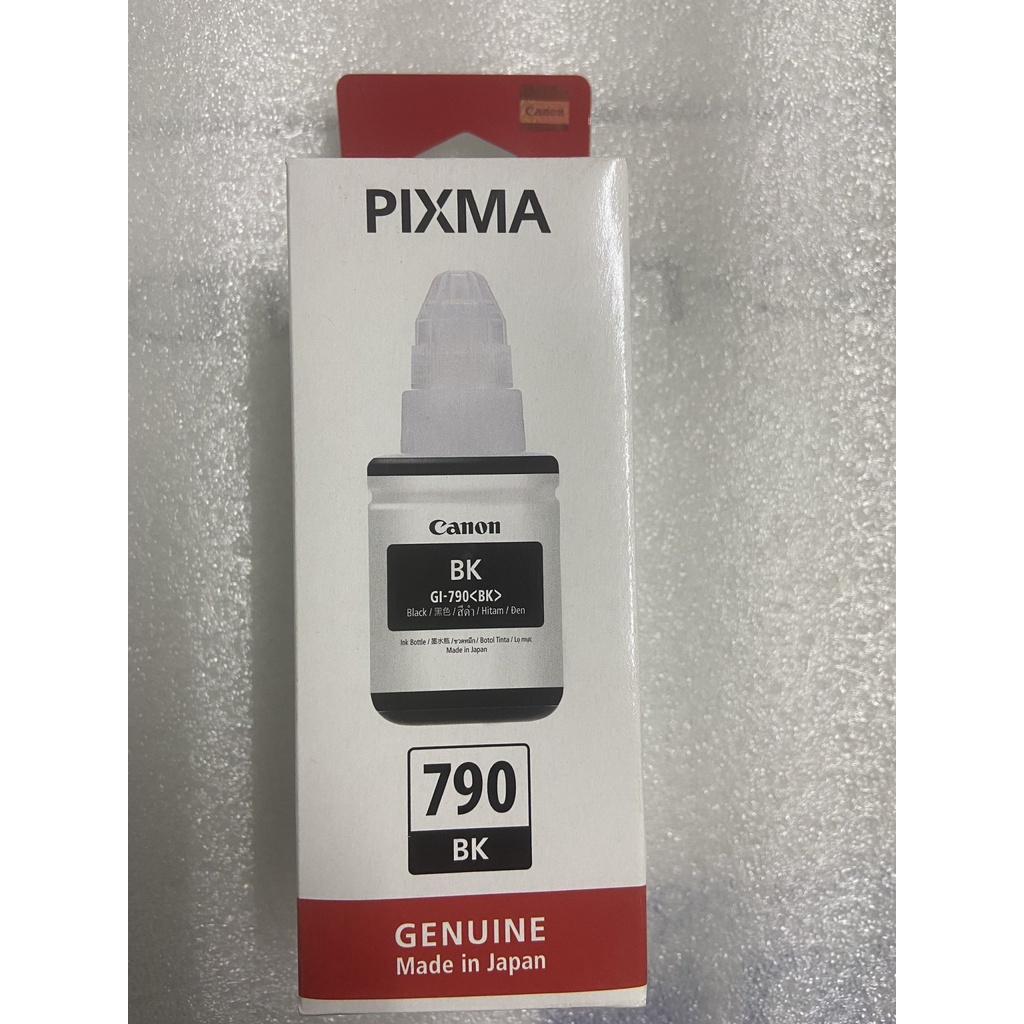 Canon
PIXMA
Canon
BK
GI-790<BK>
Black / 黑色 / สีดำ / Hitam / Đen
Ink Bottle / 墨水瓶 / ขวดหมึก / Botol Tinta / Lọ mực
Made in Japan
790
BK
GENUINE
Made in Japan